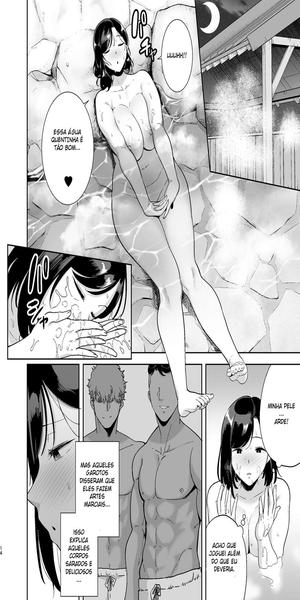 UUUHH!!
ESSA ÁGUA
QUENTINHA É
TÃO BOM...
♥
MINHA PELE
...
ARDE!
ACHO QUE
JOGUEI ALÉM
DO QUE EU
DEVERIA.
MAS AQUELES
GAROTOS
DISSERAM QUE
ELES FAZEM
ARTES
MARCIAIS...
ISSO
EXPLICA
AQUELES
CORPOS
SARADOS E
DELICIOSOS
...